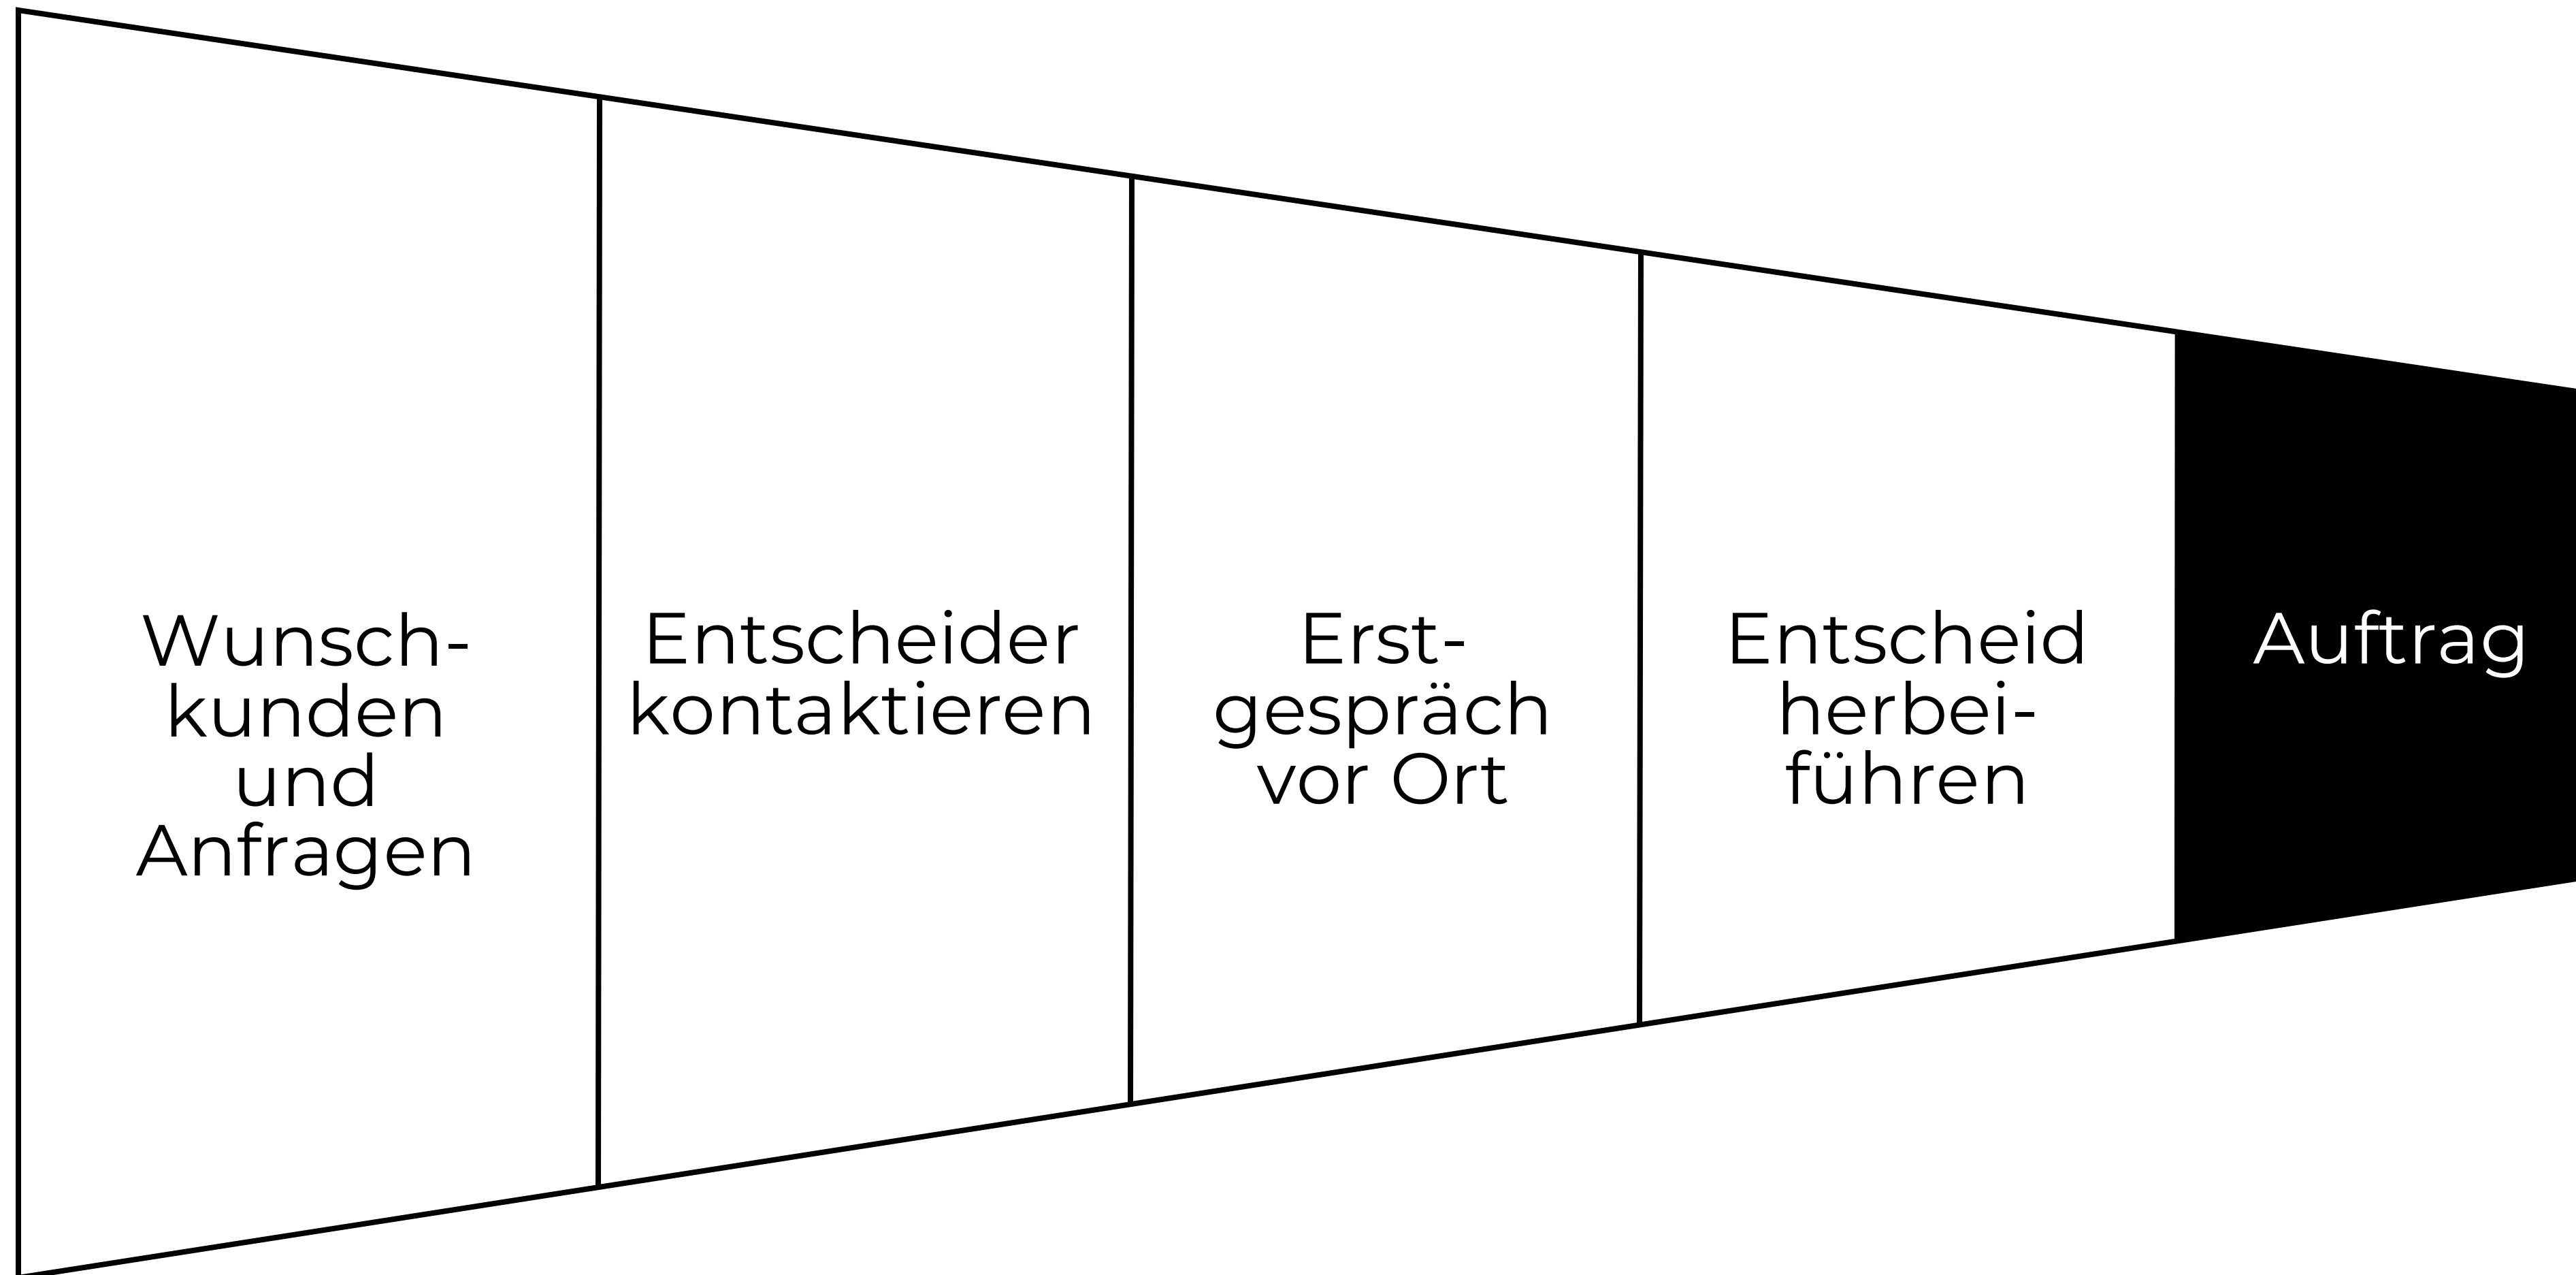 Wunsch-
kunden
und
Anfragen
Entscheider
kontaktieren
Erst-
gespräch
vor Ort
Entscheid
herbei-
führen
Auftrag